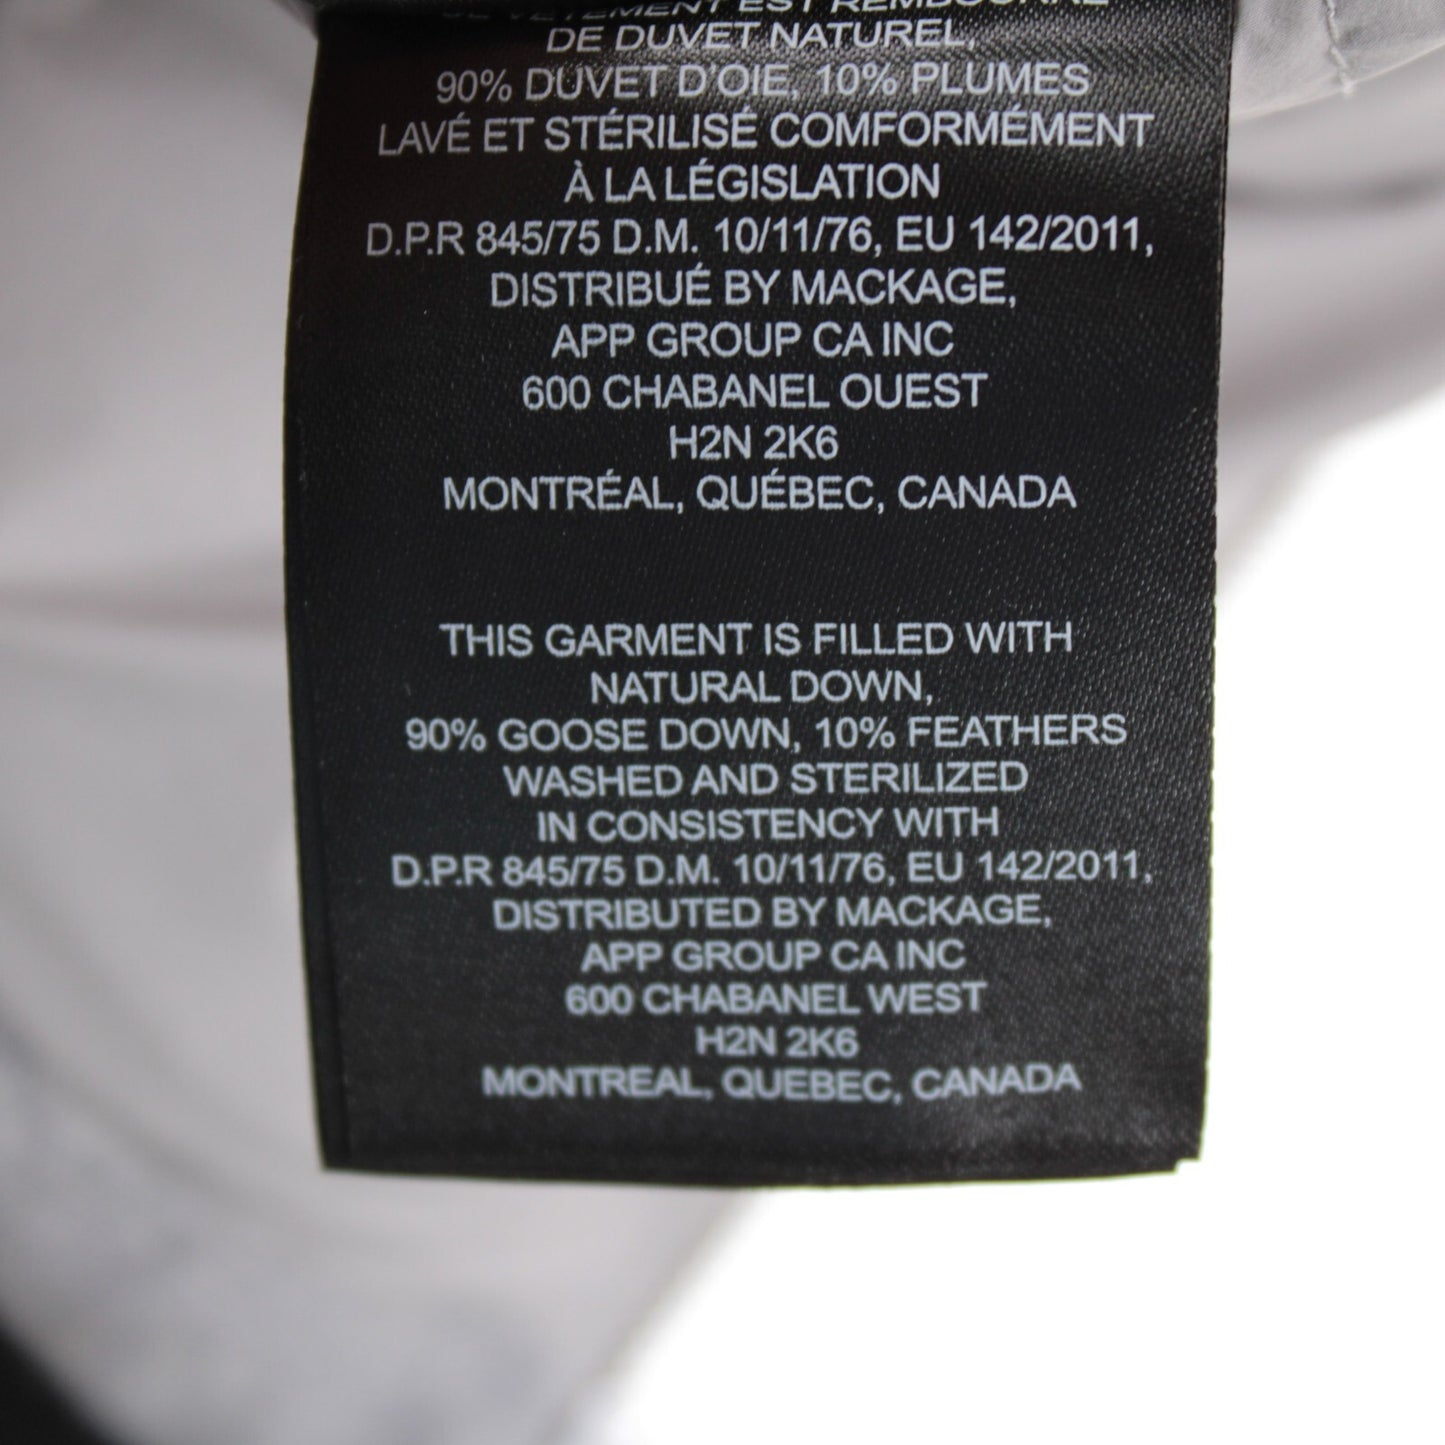 CE VÊTEMENT EST REMBOURRÉ
DE DUVET NATUREL,
90% DUVET D'OIE, 10% PLUMES
LAVÉ ET STÉRILISÉ COMFORMÉMENT
À LA LÉGISLATION
D.P.R 845/75 D.M. 10/11/76, EU 142/2011,
DISTRIBUÉ BY MACKAGE,
APP GROUP CA INC
600 CHABANEL OUEST
H2N 2K6
MONTRÉAL, QUÉBEC, CANADA
THIS GARMENT IS FILLED WITH
NATURAL DOWN,
90% GOOSE DOWN, 10% FEATHERS
WASHED AND STERILIZED
IN CONSISTENCY WITH
D.P.R 845/75 D.M. 10/11/76, EU 142/2011,
DISTRIBUTED BY MACKAGE,
APP GROUP CA INC
600 CHABANEL WEST
H2N 2K6
MONTREAL, QUEBEC, CANADA